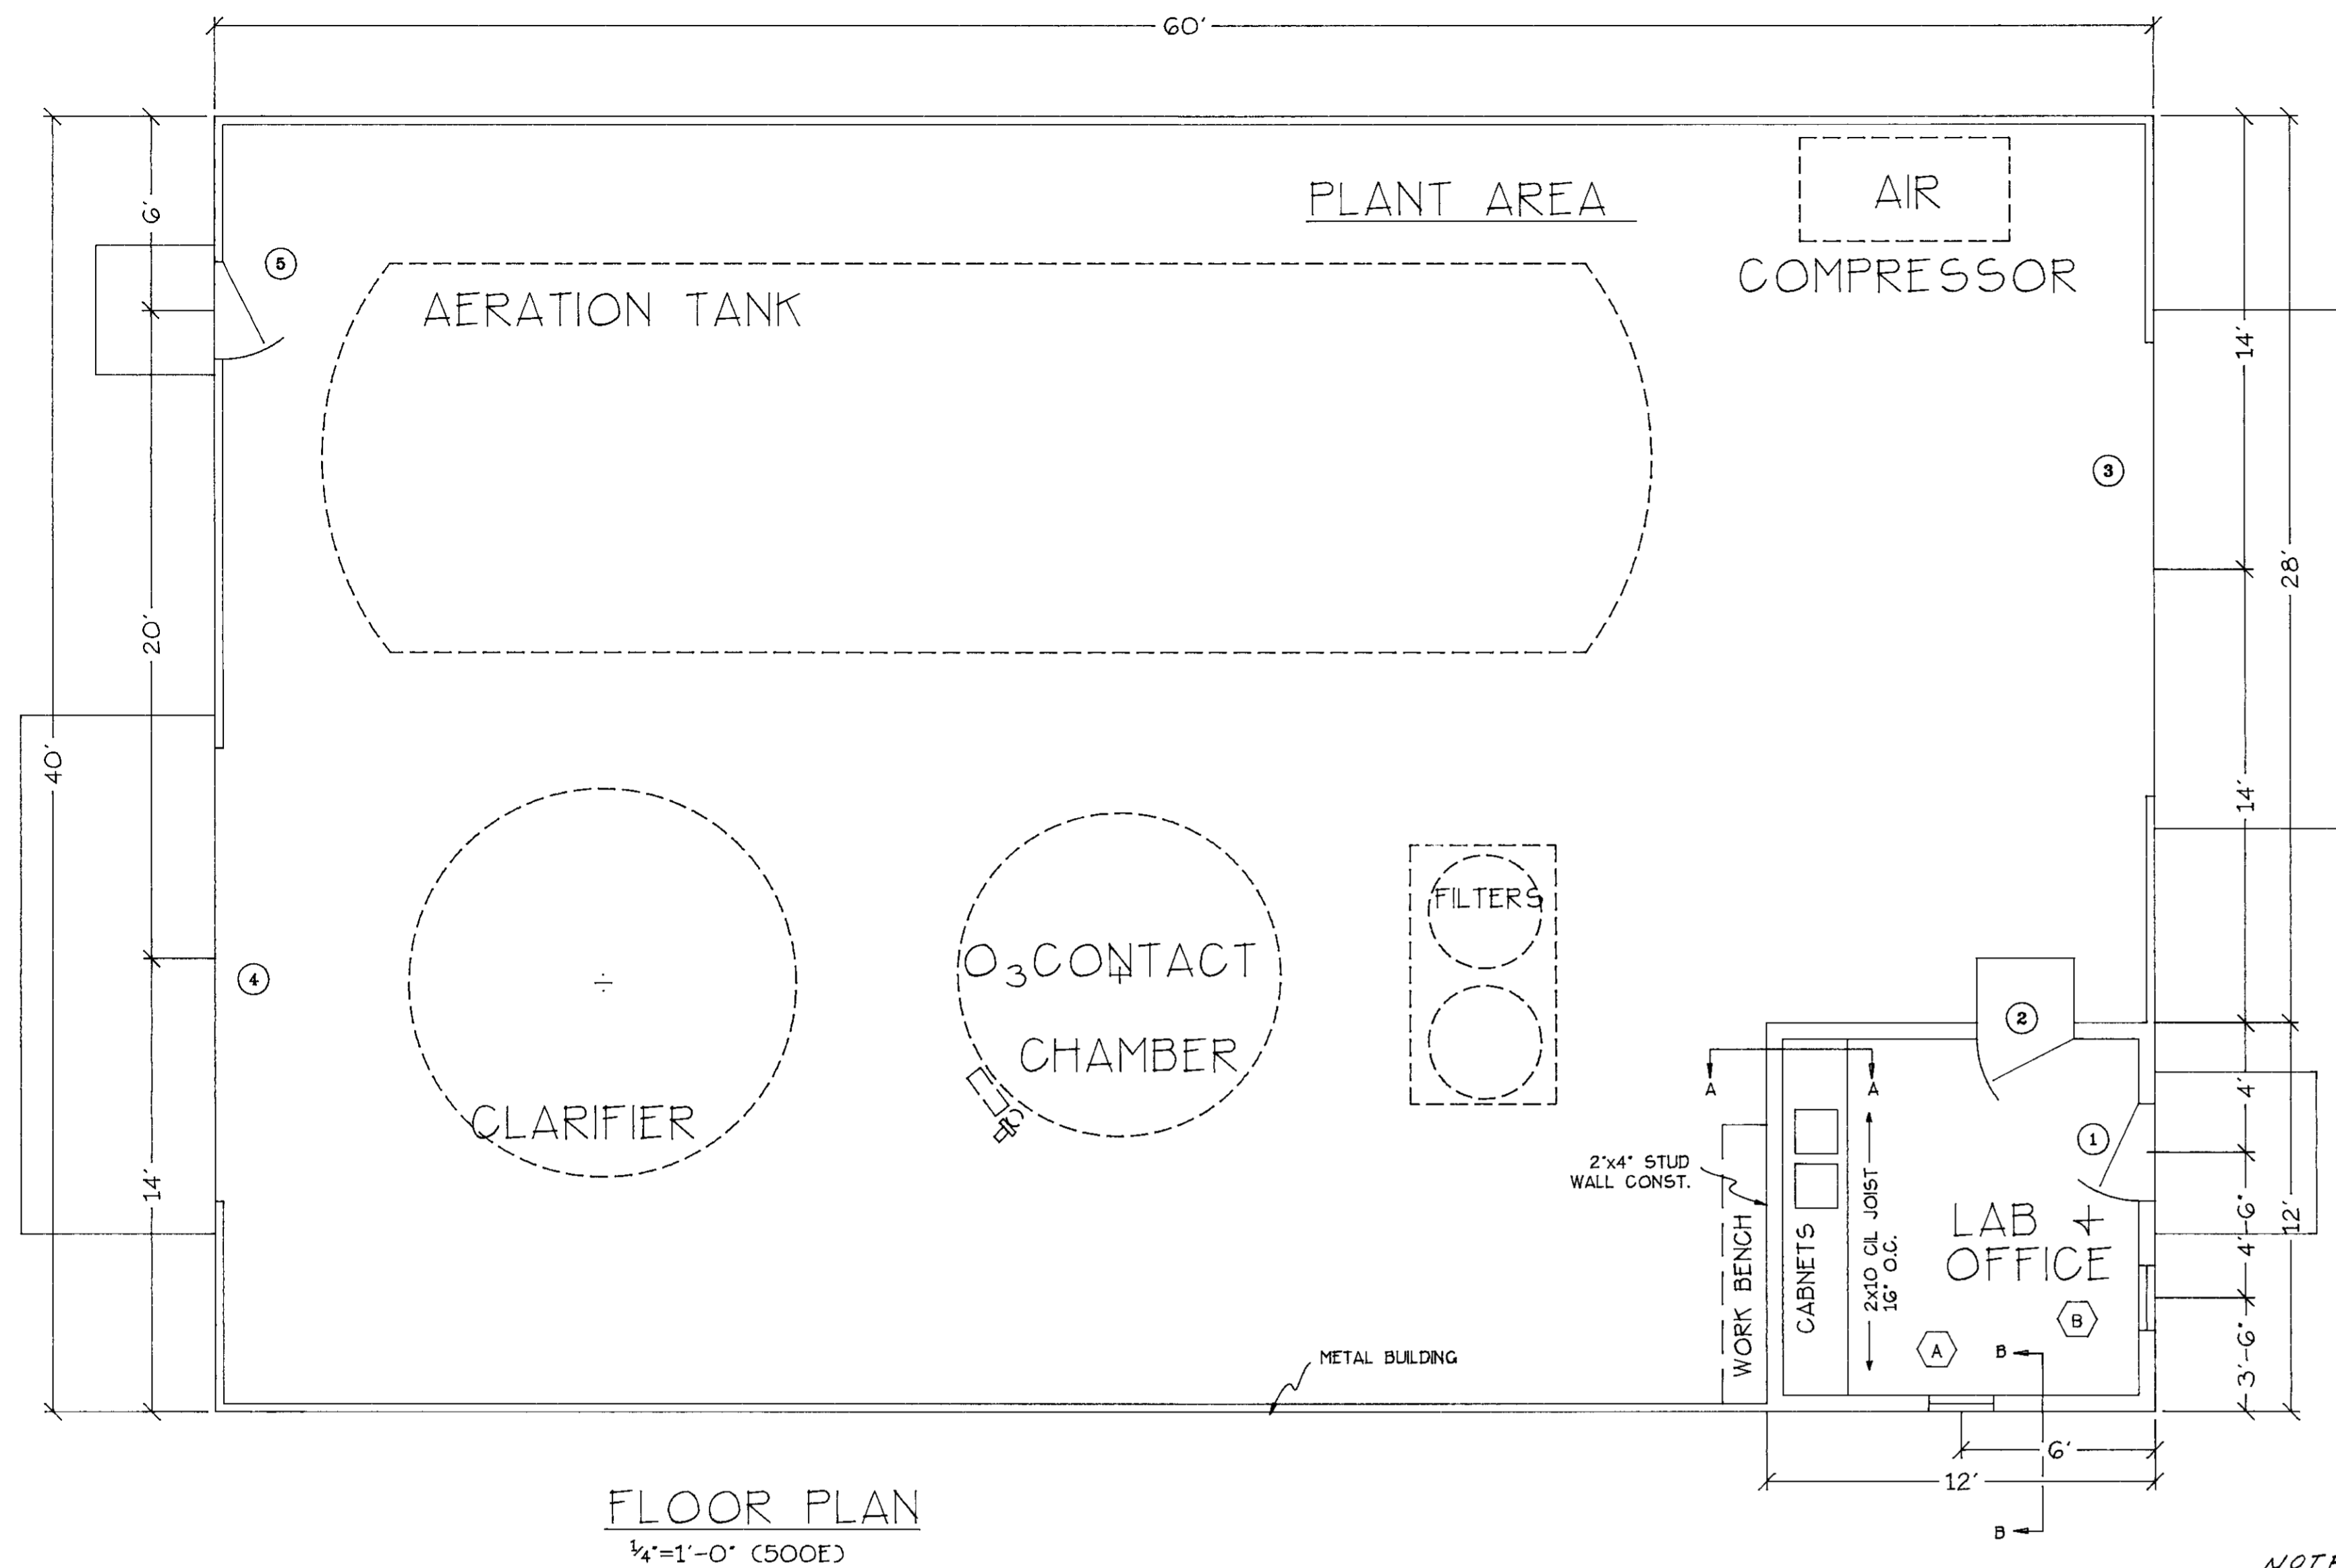 60'
PLANT AREA
AIR
COMPRESSOR
6'
5
AERATION TANK
14'
3
28'
20'
40'
14'
FILTERS
O₃CONTACT
CHAMBER
4
2
A
A
4'
CLARIFIER
1
2"x4" STUD
WALL CONST.
14'
WORK BENCH
CABNETS
2x10 CIL JOIST
16" O.C.
LAB +
OFFICE
4'-6"
12'
B
A
B
3'-6"
METAL BUILDING
6'
12'
B
FLOOR PLAN
1/4"=1'-0" (500E)